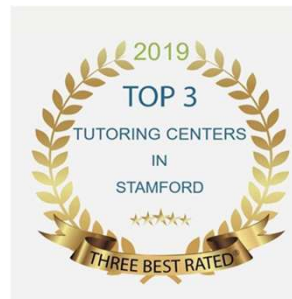 2019
TOP 3
TUTORING CENTERS
IN
STAMFORD
THREE BEST RATED